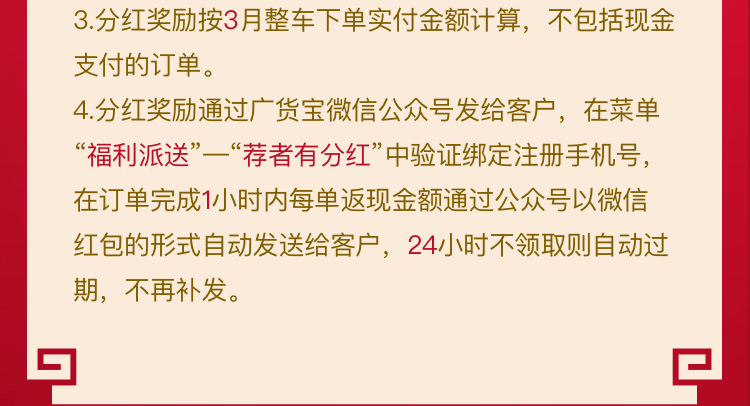 3.分红奖励按3月整车下单实付金额计算，不包括现金
支付的订单。
4.分红奖励通过广货宝微信公众号发给客户，在菜单
“福利派送”—“荐者有分红”中验证绑定注册手机号，
在订单完成1小时内每单返现金额通过公众号以微信
红包的形式自动发送给客户，24小时不领取则自动过
期，不再补发。